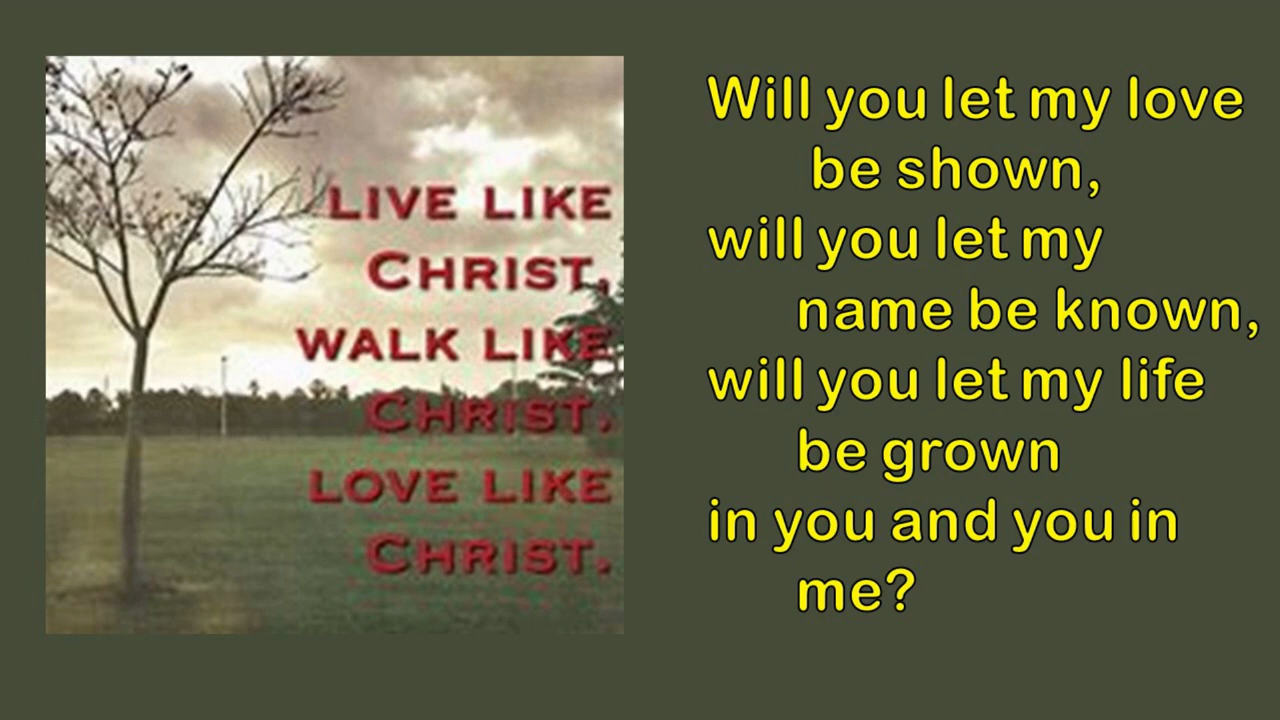 LIVE LIKE
CHRIST,
WALK LIKE
CHRIST.
LOVE LIKE
CHRIST.
Will you let my love
be shown,
will you let my
name be known,
will you let my life
be grown
in you and you in
me?